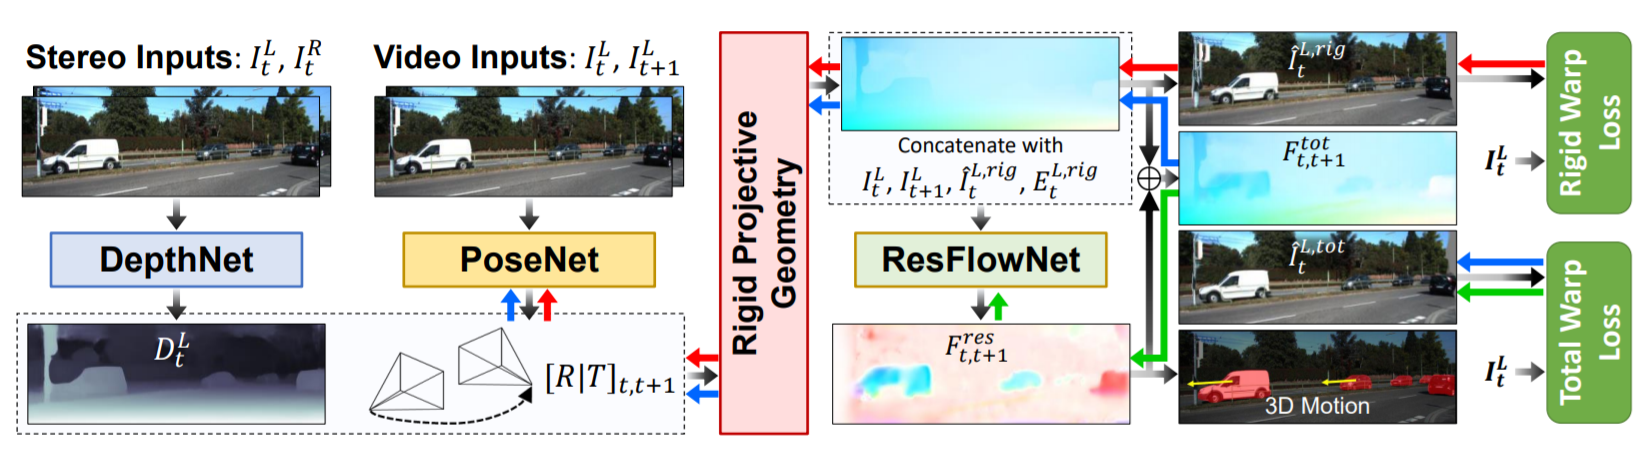 Stereo Inputs: $I_t^L, I_t^R$
Video Inputs: $I_t^L, I_{t+1}^L$
DepthNet
PoseNet
$D_t^L$
$[R|T]_{t,t+1}$
Rigid Projective
Geometry
Concatenate with
$I_t^L, I_{t+1}^L, \hat{I}_t^{L,rig}, E_t^{L,rig}$
ResFlowNet
$F_{t,t+1}^{res}$
$\hat{I}_t^{L,rig}$
$F_{t,t+1}^{tot}$
$\hat{I}_t^{L,tot}$
3D Motion
$I_t^L$
Rigid Warp
Loss
$I_t^L$
Total Warp
Loss